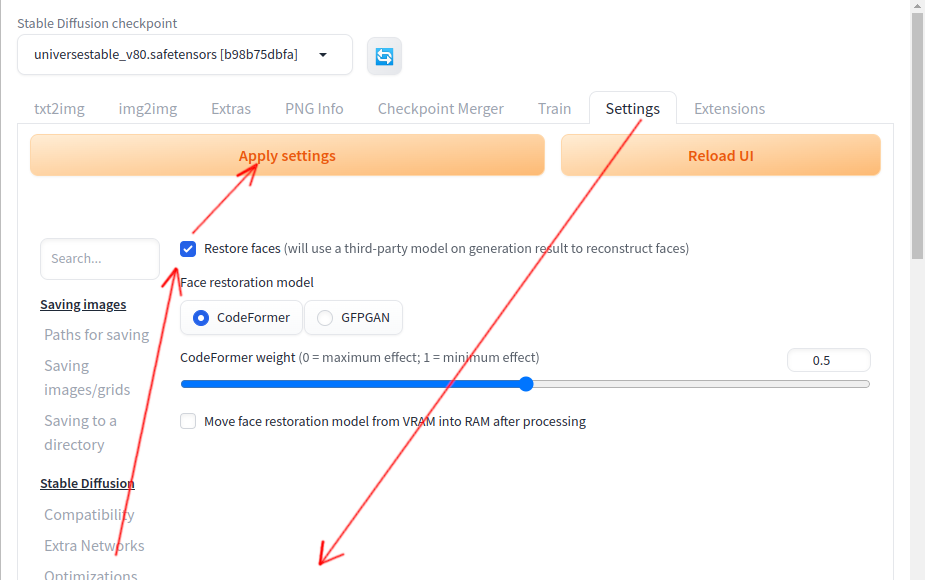 Stable Diffusion checkpoint
universestable_v80.safetensors [b98b75dbfa]
txt2img img2img Extras PNG Info Checkpoint Merger Train Settings Extensions
Apply settings Reload UI
Search...
Restore faces (will use a third-party model on generation result to reconstruct faces)
Face restoration model
Saving images
CodeFormer GFPGAN
Paths for saving
CodeFormer weight (0 = maximum effect; 1 = minimum effect) 0.5
Saving
images/grids
Move face restoration model from VRAM into RAM after processing
Saving to a
directory
Stable Diffusion
Compatibility
Extra Networks
Optimizations